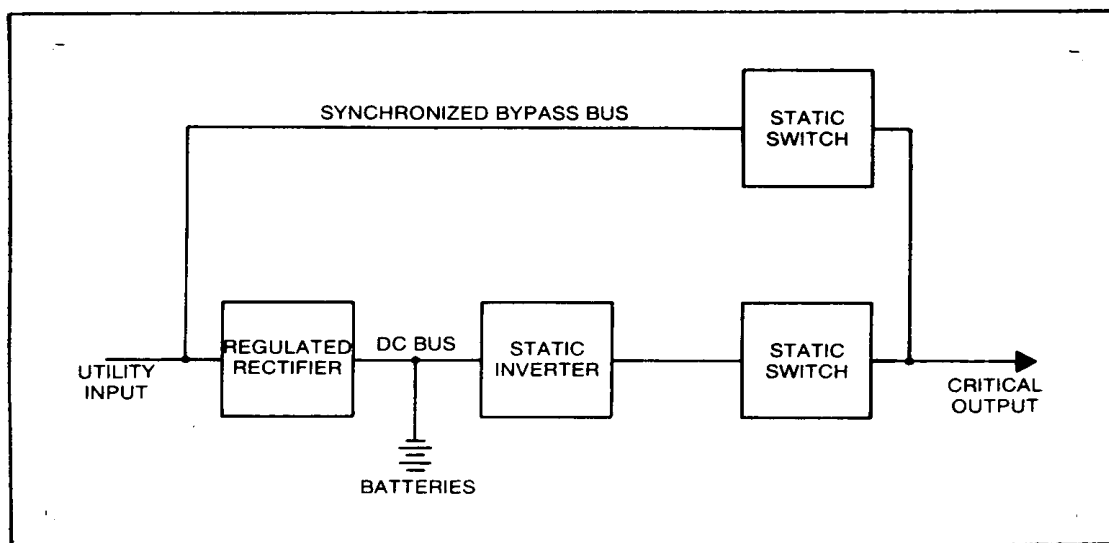 SYNCHRONIZED BYPASS BUS
STATIC
SWITCH
UTILITY
INPUT
REGULATED
RECTIFIER
DC BUS
BATTERIES
STATIC
INVERTER
STATIC
SWITCH
CRITICAL
OUTPUT